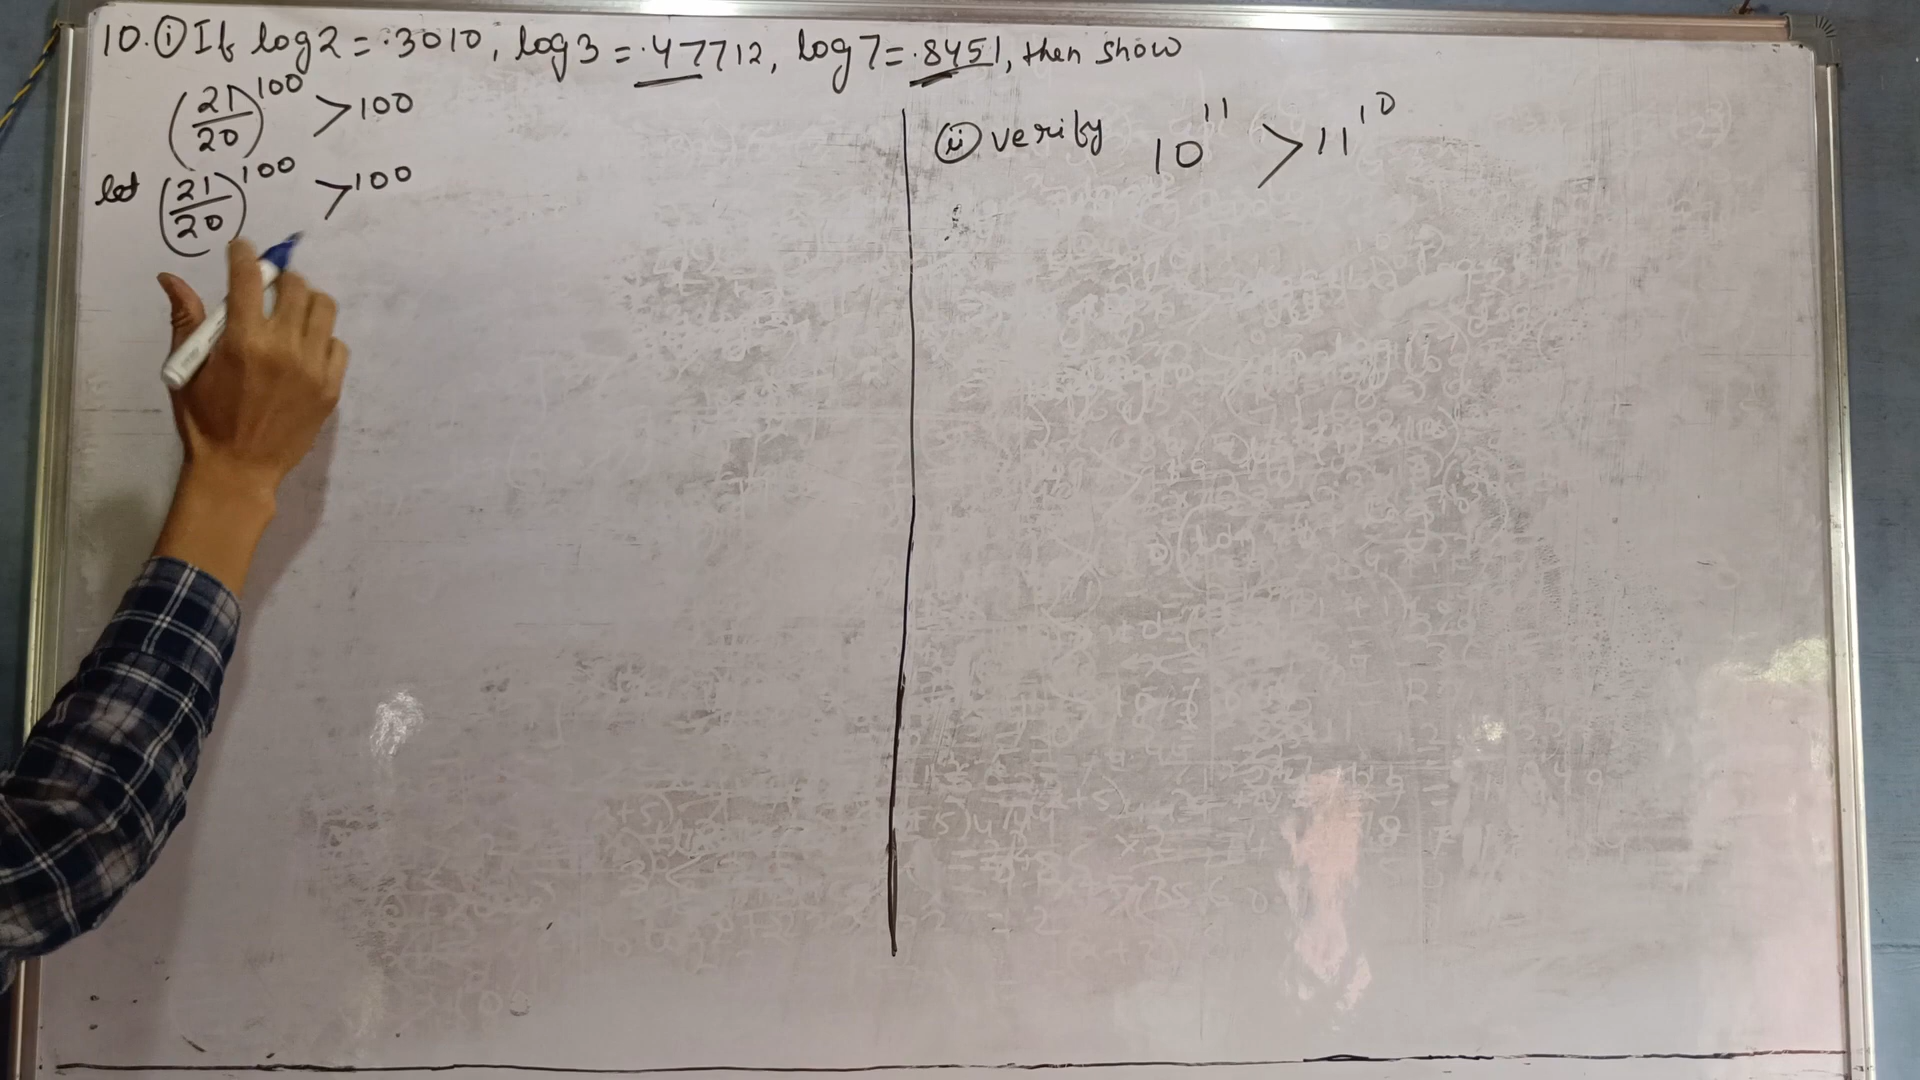 10. (i) If log2 = .3010, log3 = .47712, log7 = .8451, then show
(21/20)^100 > 100
let (21/20)^100 > 100
(ii) verify 10^11 > 11^10